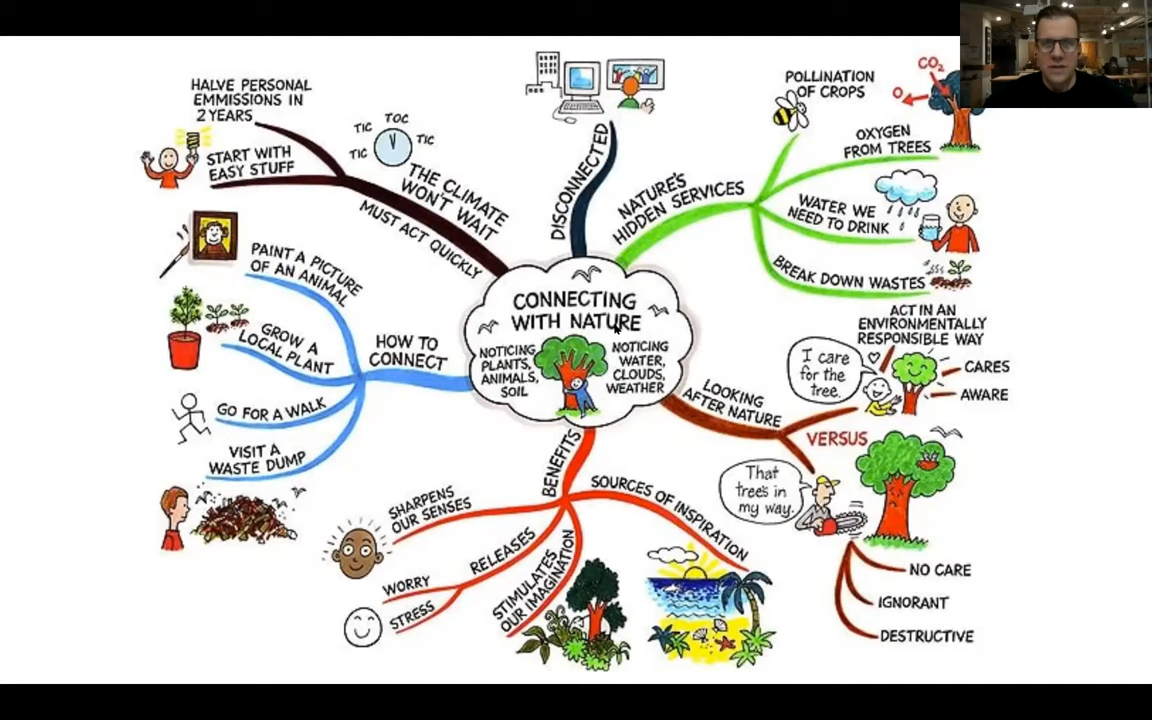 HALVE PERSONAL
EMMISSIONS IN
2 YEARS
START WITH
EASY STUFF
TIC
TOC
TIC
TIC
THE CLIMATE
WON'T WAIT
MUST ACT QUICKLY
DISCONNECTED
NATURE'S
HIDDEN SERVICES
POLLINATION
OF CROPS
CO2
O
OXYGEN
FROM TREES
WATER WE
NEED TO DRINK
BREAK DOWN WASTES
CONNECTING
WITH NATURE
NOTICING
PLANTS,
ANIMALS,
SOIL
NOTICING
WATER,
CLOUDS,
WEATHER
PAINT A PICTURE
OF AN ANIMAL
GROW A
LOCAL PLANT
HOW TO
CONNECT
GO FOR A WALK
VISIT A
WASTE DUMP
LOOKING
AFTER NATURE
ACT IN AN
ENVIRONMENTALLY
RESPONSIBLE WAY
I care
for the
tree.
CARES
AWARE
VERSUS
That
tree's in
my way.
NO CARE
IGNORANT
DESTRUCTIVE
BENEFITS
SHARPENS
OUR SENSES
RELEASES
WORRY
STRESS
STIMULATES
OUR IMAGINATION
SOURCES OF INSPIRATION